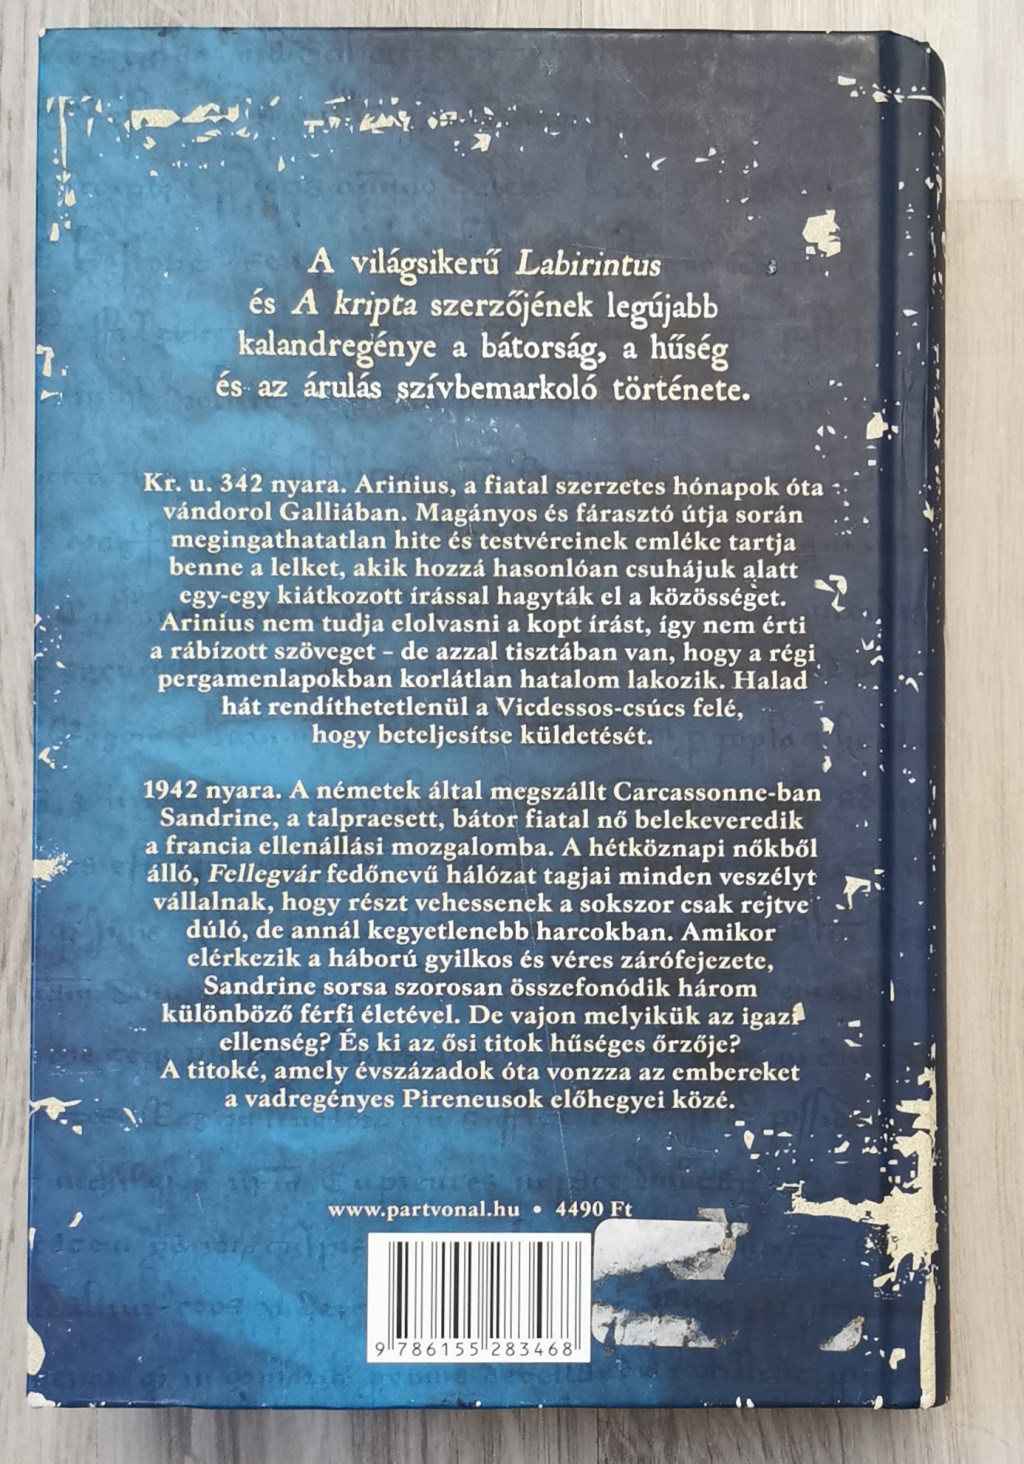 A világsikerű Labirintus
és A kripta szerzőjének legújabb
kalandregénye a bátorság, a hűség
és az árulás szívbemarkoló története.
Kr. u. 342 nyara. Arinius, a fiatal szerzetes hónapok óta
vándorol Galliában. Magányos és fárasztó útja során
megingathatatlan hite és testvéreinek emléke tartja
benne a lelket, akik hozzá hasonlóan csuhájuk alatt
egy-egy kiátkozott írással hagyták el a közösséget.
Arinius nem tudja elolvasni a kopt írást, így nem érti
a rábízott szöveget – de azzal tisztában van, hogy a régi
pergamenlapokban korlátlan hatalom lakozik. Halad
hát rendíthetetlenül a Vicdessos-csúcs felé,
hogy beteljesítse küldetését.
1942 nyara. A németek által megszállt Carcassonne-ban
Sandrine, a talpraesett, bátor fiatal nő belekeveredik
a francia ellenállási mozgalomba. A hétköznapi nőkből
álló, Fellegvár fedőnevű hálózat tagjai minden veszélyt
vállalnak, hogy részt vehessenek a sokszor csak rejtve
dúló, de annál kegyetlenebb harcokban. Amikor
elérkezik a háború gyilkos és véres zárófejezete,
Sandrine sorsa szorosan összefonódik három
különböző férfi életével. De vajon melyikük az igazi
ellenség? És ki az ősi titok hűséges őrzője?
A titoké, amely évszázadok óta vonzza az embereket
a vadregényes Pireneusok előhegyei közé.
www.partvonal.hu • 4490 Ft
9 786155 283468